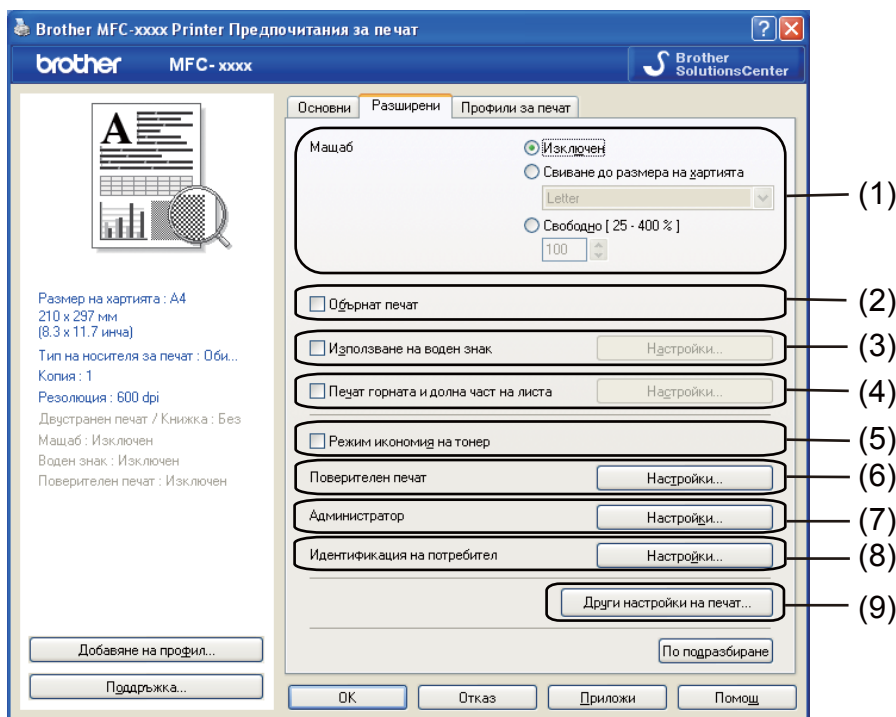 Brother MFC-xxxx Printer Предпочитания за печат
brother MFC- xxxx
Brother
SolutionsCenter
A
Размер на хартията : A4
210 x 297 мм
(8.3 x 11.7 инча)
Тип на носителя за печат : Оби...
Копия : 1
Резолюция : 600 dpi
Двустранен печат / Книжка : Без
Мащаб : Изключен
Воден знак : Изключен
Поверителен печат : Изключен
Добавяне на профил...
Поддръжка...
Основни Разширени Профили за печат
Мащаб
Изключен
Свиване до размера на хартията
Letter
Свободно [ 25 - 400 % ]
100
(1)
Обърнат печат
(2)
Използване на воден знак Настройки...
(3)
Печат горната и долна част на листа Настройки...
(4)
Режим икономия на тонер
(5)
Поверителен печат Настройки...
(6)
Администратор Настройки...
(7)
Идентификация на потребител Настройки...
(8)
Други настройки на печат...
(9)
По подразбиране
OK Отказ Приложи Помощ